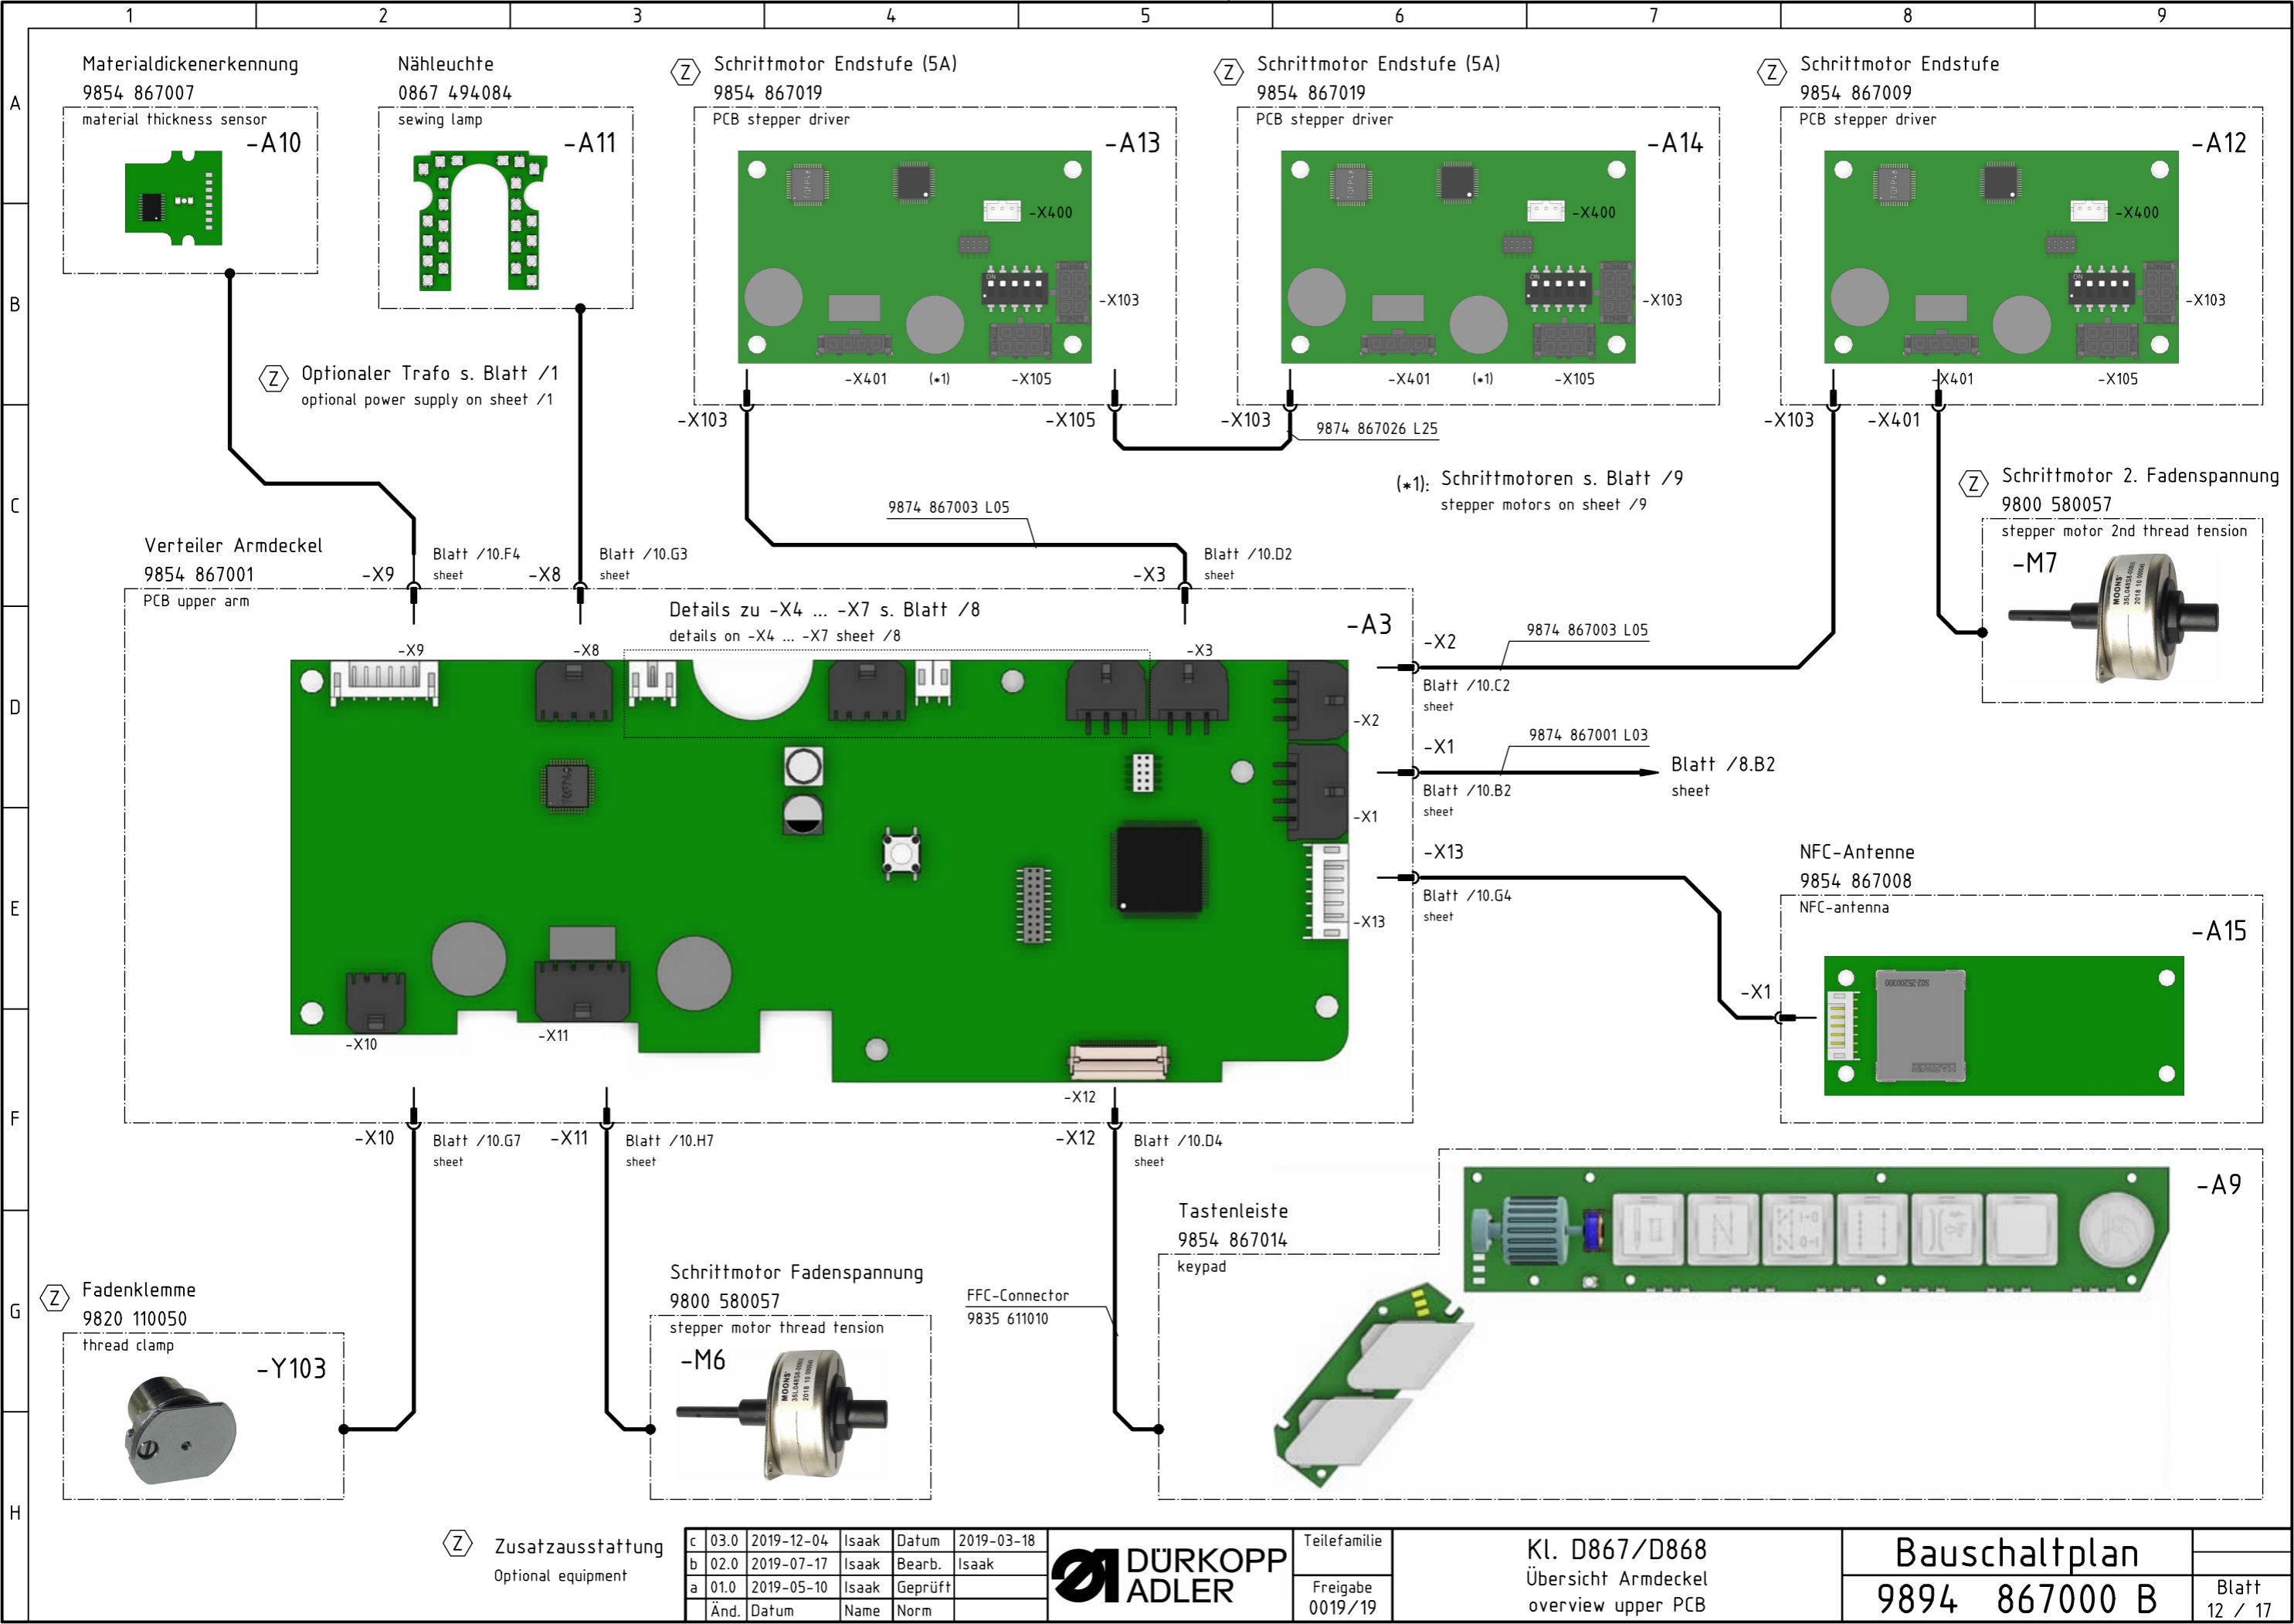 1 2 3 4 5 6 7 8 9
A
B
C
D
E
F
G
H
Materialdickenerkennung
9854 867007
material thickness sensor
-A10
Nähleuchte
0867 494084
sewing lamp
-A11
Z Schrittmotor Endstufe (5A)
9854 867019
PCB stepper driver
-A13
TQFP48
-X400
ON
-X103
-X401 (*1) -X105
-X103
-X105
Z Schrittmotor Endstufe (5A)
9854 867019
PCB stepper driver
-A14
TQFP48
-X400
ON
-X103
-X401 (*1) -X105
-X103
9874 867026 L25
Z Schrittmotor Endstufe
9854 867009
PCB stepper driver
-A12
TQFP48
-X400
ON
-X103
-X401 -X105
-X103
-X401
Z Optionaler Trafo s. Blatt /1
optional power supply on sheet /1
(*1): Schrittmotoren s. Blatt /9
stepper motors on sheet /9
9874 867003 L05
Z Schrittmotor 2. Fadenspannung
9800 580057
stepper motor 2nd thread tension
-M7
MOONS'
2018 10
Verteiler Armdeckel
9854 867001
PCB upper arm
-X9
Blatt /10.F4
sheet
-X8
Blatt /10.G3
sheet
-X3
Blatt /10.D2
sheet
Details zu -X4 ... -X7 s. Blatt /8
details on -X4 ... -X7 sheet /8
-A3
-X9
-X8
-X3
-X2
-X1
-X13
-X10
-X11
-X12
-X2
9874 867003 L05
Blatt /10.C2
sheet
-X1
9874 867001 L03
Blatt /8.B2
sheet
Blatt /10.B2
sheet
-X13
Blatt /10.G4
sheet
NFC-Antenne
9854 867008
NFC-antenna
-A15
-X1
-X10
Blatt /10.G7
sheet
-X11
Blatt /10.H7
sheet
-X12
Blatt /10.D4
sheet
Tastenleiste
9854 867014
keypad
-A9
FFC-Connector
9835 611010
Z Fadenklemme
9820 110050
thread clamp
-Y103
Schrittmotor Fadenspannung
9800 580057
stepper motor thread tension
-M6
MOONS'
2018 10
Z Zusatzausstattung
Optional equipment
c 03.0 2019-12-04 Isaak Datum 2019-03-18
b 02.0 2019-07-17 Isaak Bearb. Isaak
a 01.0 2019-05-10 Isaak Geprüft
Änd. Datum Name Norm
DÜRKOPP
ADLER
Teilefamilie
Freigabe
0019/19
Kl. D867/D868
Übersicht Armdeckel
overview upper PCB
Bauschaltplan
9894 867000 B
Blatt
12 / 17